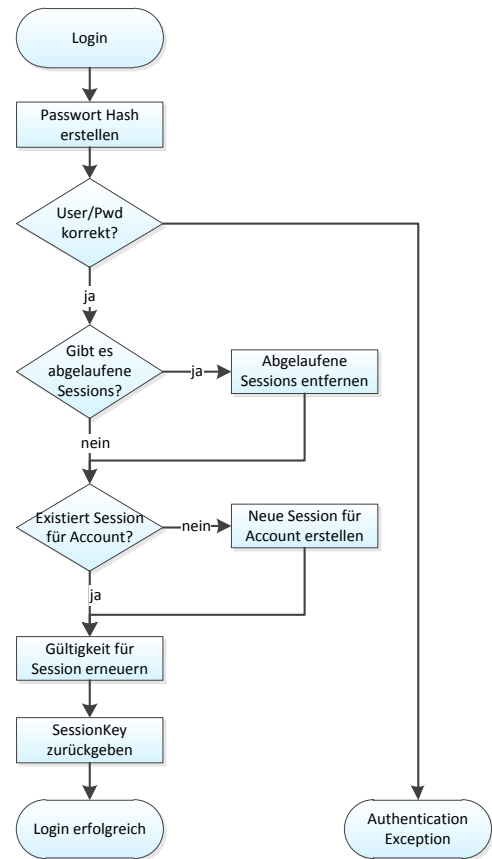 Login
Passwort Hash
erstellen
User/Pwd
korrekt?
ja
Gibt es
abgelaufene
Sessions?
ja
Abgelaufene
Sessions entfernen
nein
Existiert Session
für Account?
nein
Neue Session für
Account erstellen
ja
Gültigkeit für
Session erneuern
SessionKey
zurückgeben
Login erfolgreich
Authentication
Exception